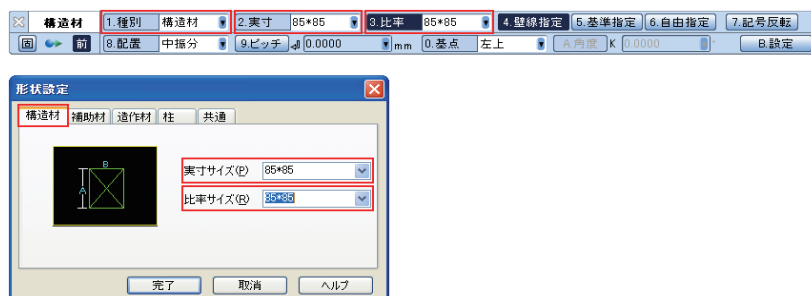 構造材 1.種別 構造材 2.実寸 85*85 3.比率 85*85 4.壁線指定 5.基準指定 6.自由指定 7.記号反転
固 前 8.配置 中振分 9.ピッチ 0.0000 mm 0.基点 左上 A.角度 K 0.0000 ° B.設定
形状設定
構造材 補助材 造作材 柱 共通
B
A
実寸サイズ(P) 85*85
比率サイズ(R) 85*85
完了 取消 ヘルプ